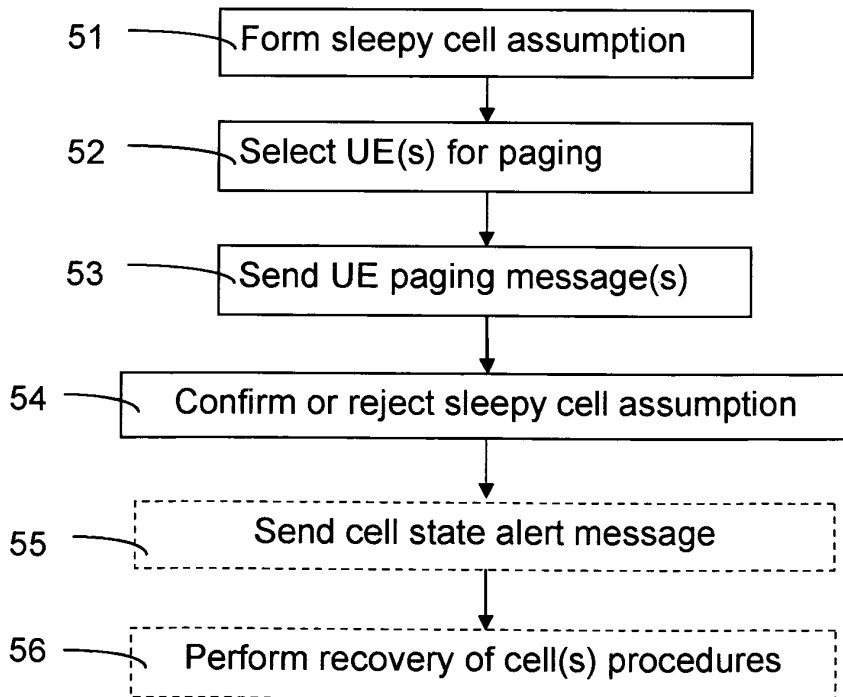 51 Form sleepy cell assumption
52 Select UE(s) for paging
53 Send UE paging message(s)
54 Confirm or reject sleepy cell assumption
55 Send cell state alert message
56 Perform recovery of cell(s) procedures